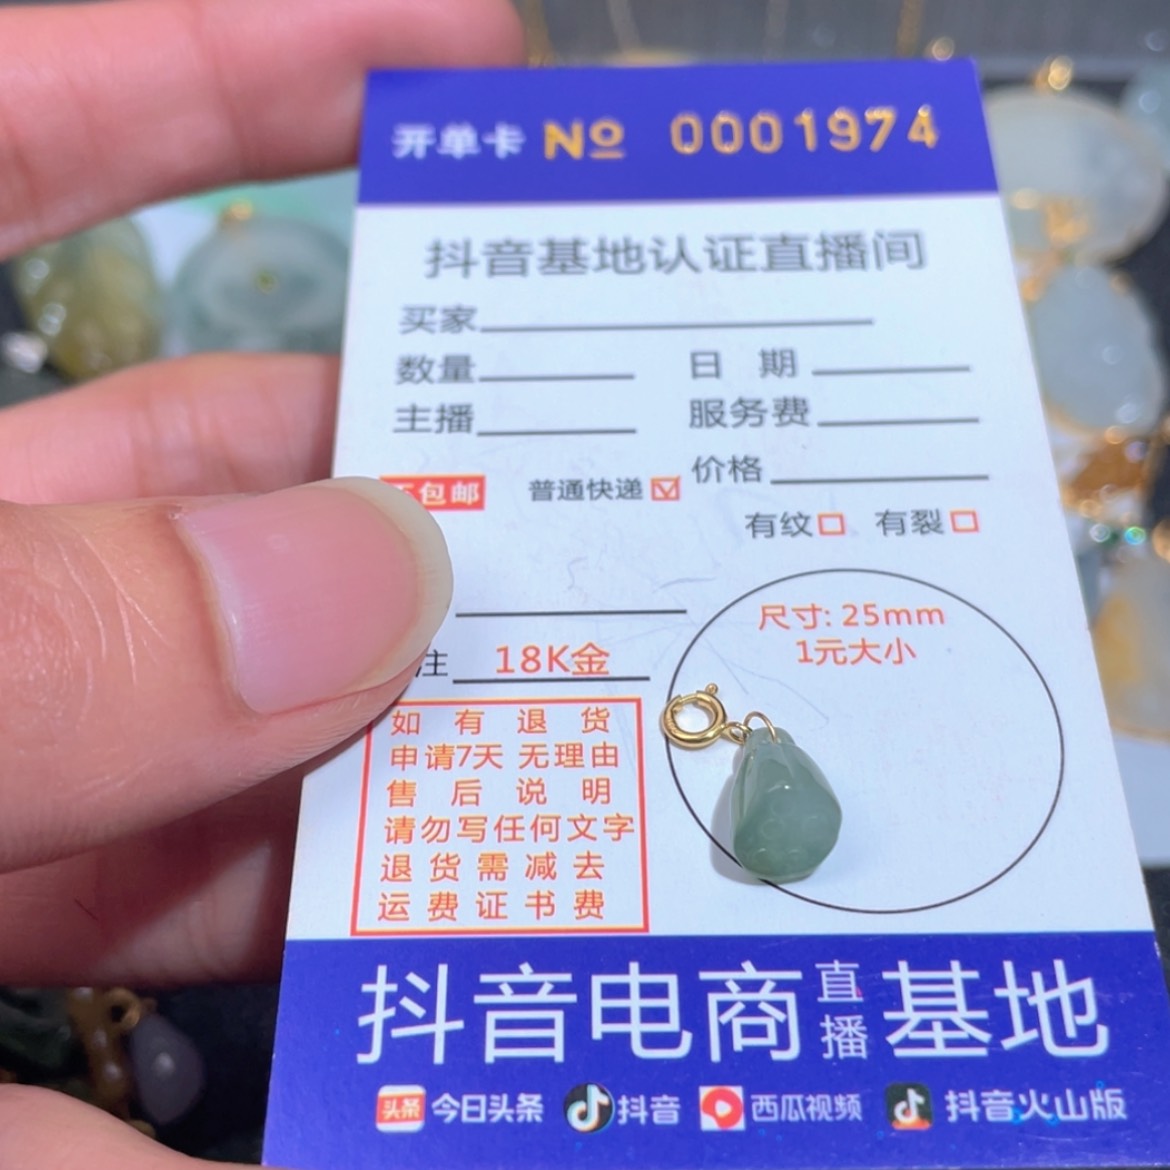 开单卡 No 0001974
抖音基地认证直播间
买家
数量 日期
主播 服务费
价格
包邮 普通快递
有纹 有裂
尺寸: 25mm
1元大小
注 18K金
如有退货
申请7天 无理由
售后说明
请勿写任何文字
退货需减去
运费证书费
抖音电商直播基地
头条 今日头条 抖音 西瓜视频 抖音火山版